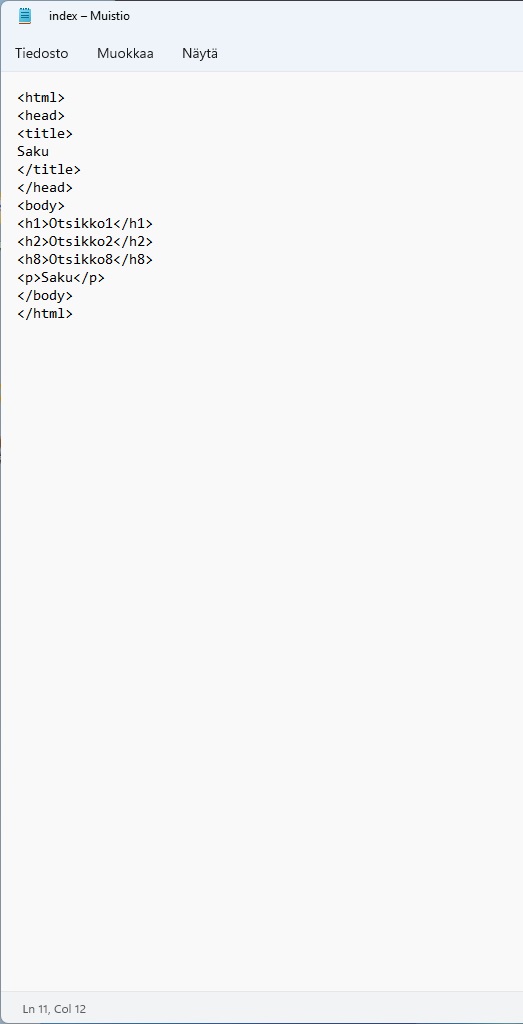 index – Muistio
Tiedosto Muokkaa Näytä
<html>
<head>
<title>
Saku
</title>
</head>
<body>
<h1>Otsikko1</h1>
<h2>Otsikko2</h2>
<h8>Otsikko8</h8>
<p>Saku</p>
</body>
</html>
Ln 11, Col 12